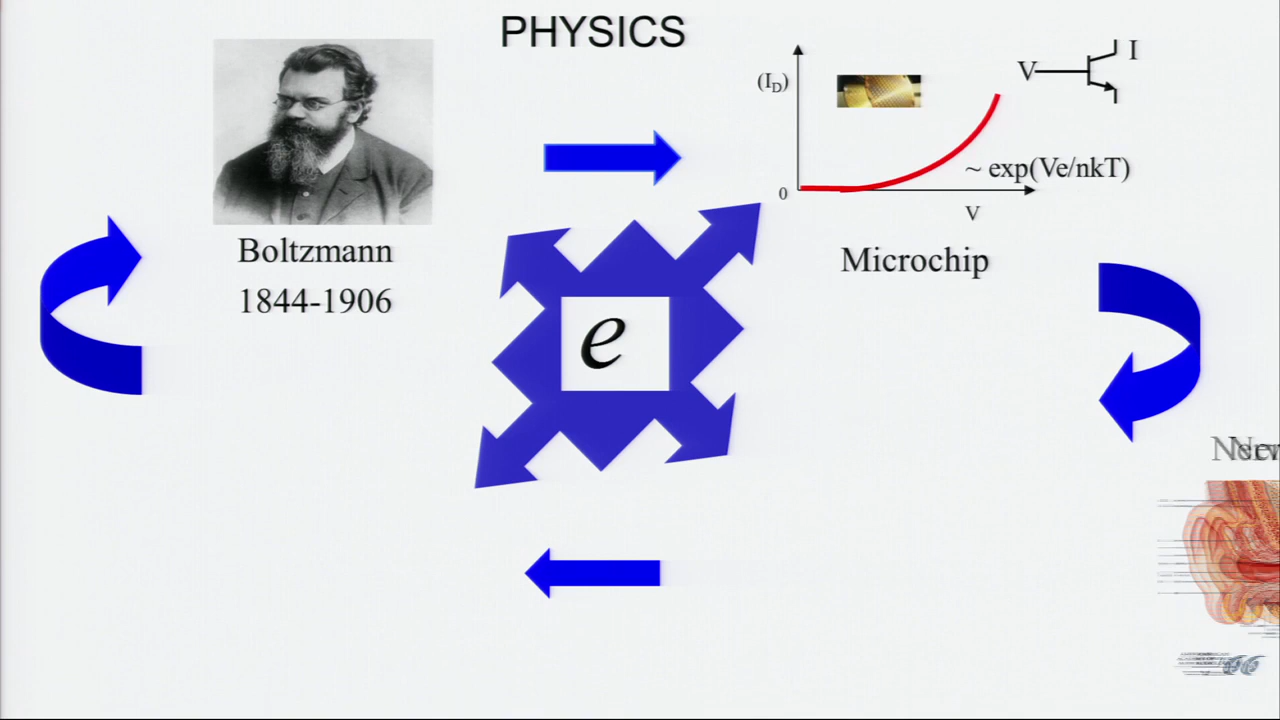 PHYSICS
Boltzmann
1844-1906
(I_D)
0
V
I
~ exp(Ve/nkT)
V
Microchip
e